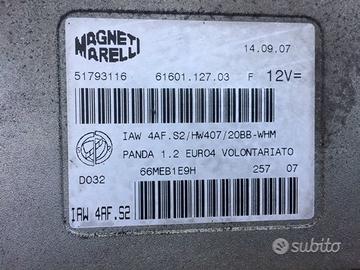 MAGNETI
MARELLI
14.09.07
51793116 61601.127.03 F 12V=
IAW 4AF.S2/HW407/20BB-WHM
PANDA 1.2 EURO4 VOLONTARIATO
D032 66MEB1E9H 257 07
IAW 4AF.S2
subito